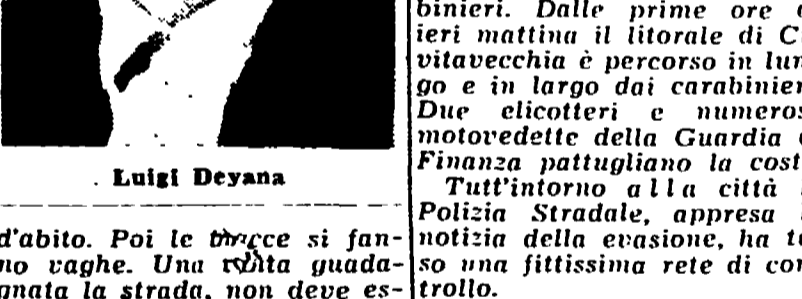 Luigi Deyana
d'abito. Poi le tracce si fan-
no vaghe. Una volta guada-
gnata la strada, non deve es-
binieri. Dalle prime ore
ieri mattina il litorale di C
vitavecchia è percorso in lun
go e in largo dai carabinier
Due elicotteri e numeros
motovedette della Guardia
Finanza pattugliano la cost
Tutt'intorno alla città
Polizia Stradale, appresa
notizia della evasione, ha t
so una fittissima rete di con
trollo.